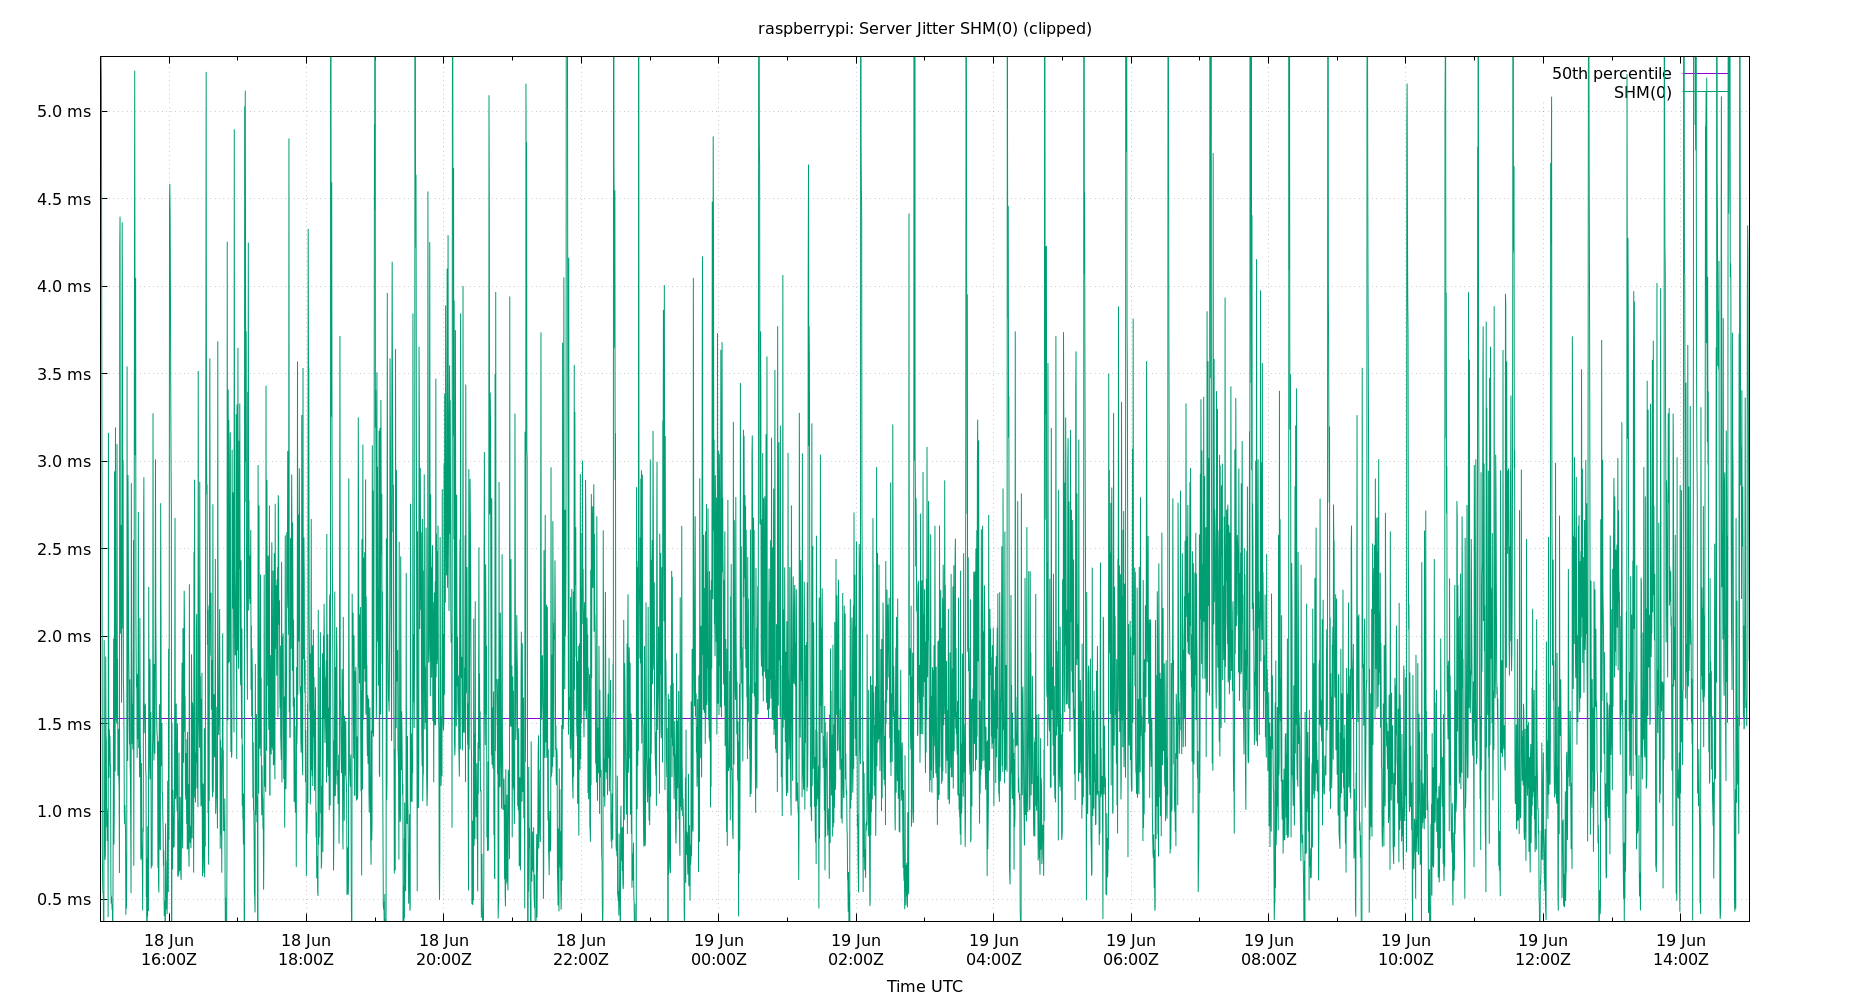 raspberrypi: Server Jitter SHM(0) (clipped)
50th percentile
SHM(0)
5.0 ms
4.5 ms
4.0 ms
3.5 ms
3.0 ms
2.5 ms
2.0 ms
1.5 ms
1.0 ms
0.5 ms
18 Jun 18 Jun 18 Jun 18 Jun 19 Jun 19 Jun 19 Jun 19 Jun 19 Jun 19 Jun 19 Jun 19 Jun
16:00Z 18:00Z 20:00Z 22:00Z 00:00Z 02:00Z 04:00Z 06:00Z 08:00Z 10:00Z 12:00Z 14:00Z
Time UTC